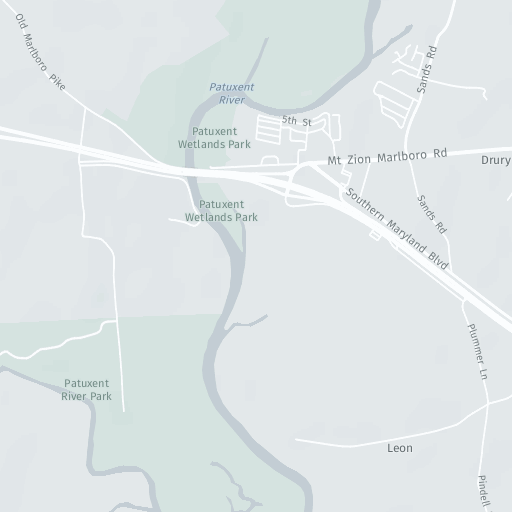 Old Marlboro Pike
Sands Rd
Patuxent
River
5th St
Patuxent
Wetlands Park
Mt Zion Marlboro Rd
Drury
Patuxent
Wetlands Park
Southern Maryland Blvd
Sands Rd
Plummer Ln
Patuxent
River Park
Leon
Pindell